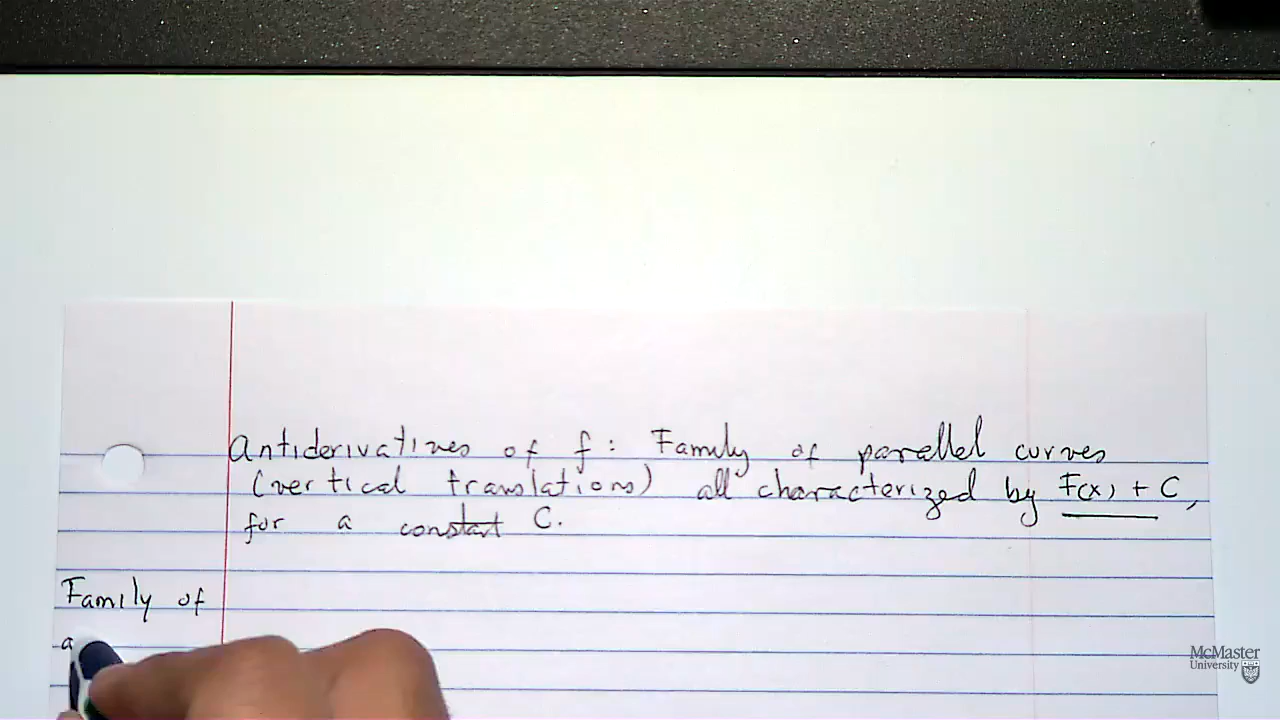 Antiderivatives of f: Family of parallel curves
(vertical translations) all characterized by F(x) + C,
for a constant C.
Family of
a
McMaster
University